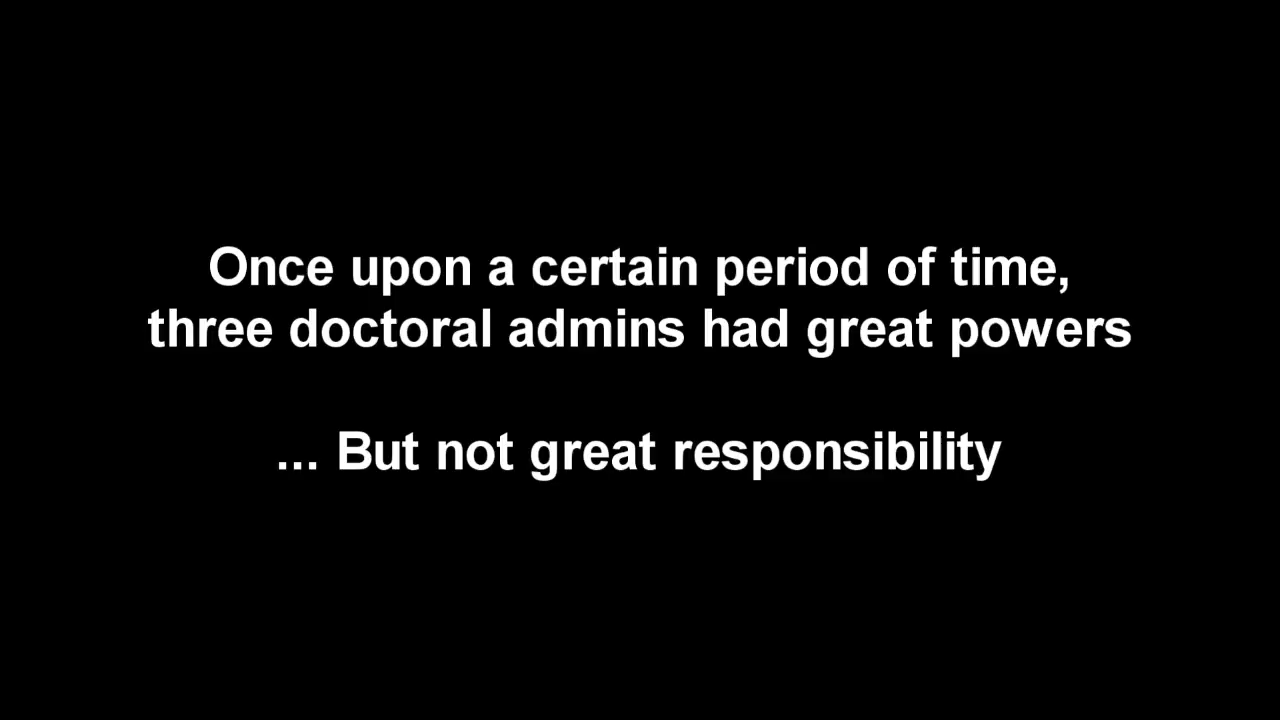 Once upon a certain period of time,
three doctoral admins had great powers
... But not great responsibility